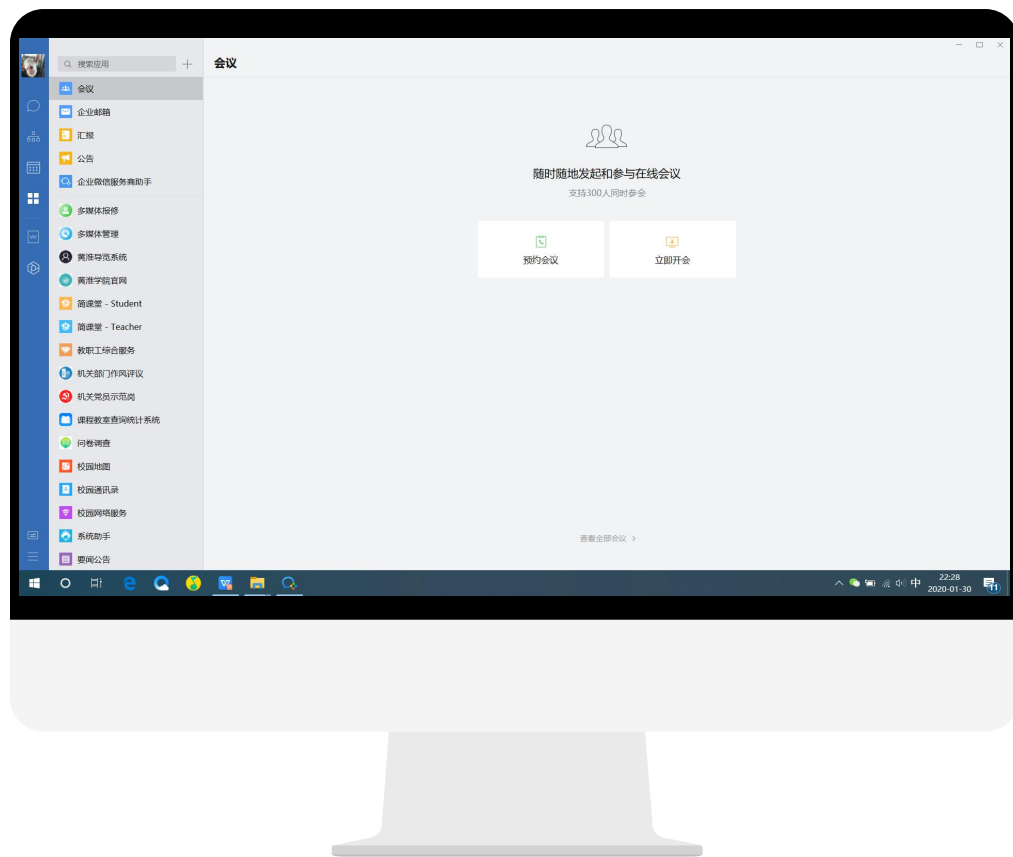 搜索应用
会议
企业邮箱
汇报
公告
企业微信服务商助手
多媒体报修
多媒体管理
黄淮导览系统
黄淮学院官网
简课堂 - Student
简课堂 - Teacher
教职工综合服务
机关部门作风评议
机关党员示范岗
课程教室查询统计系统
问卷调查
校园地图
校园通讯录
校园网络服务
系统助手
要闻公告
会议
随时随地发起和参与在线会议
支持300人同时参会
预约会议
立即开会
查看全部会议
中
22:28
2020-01-30
11